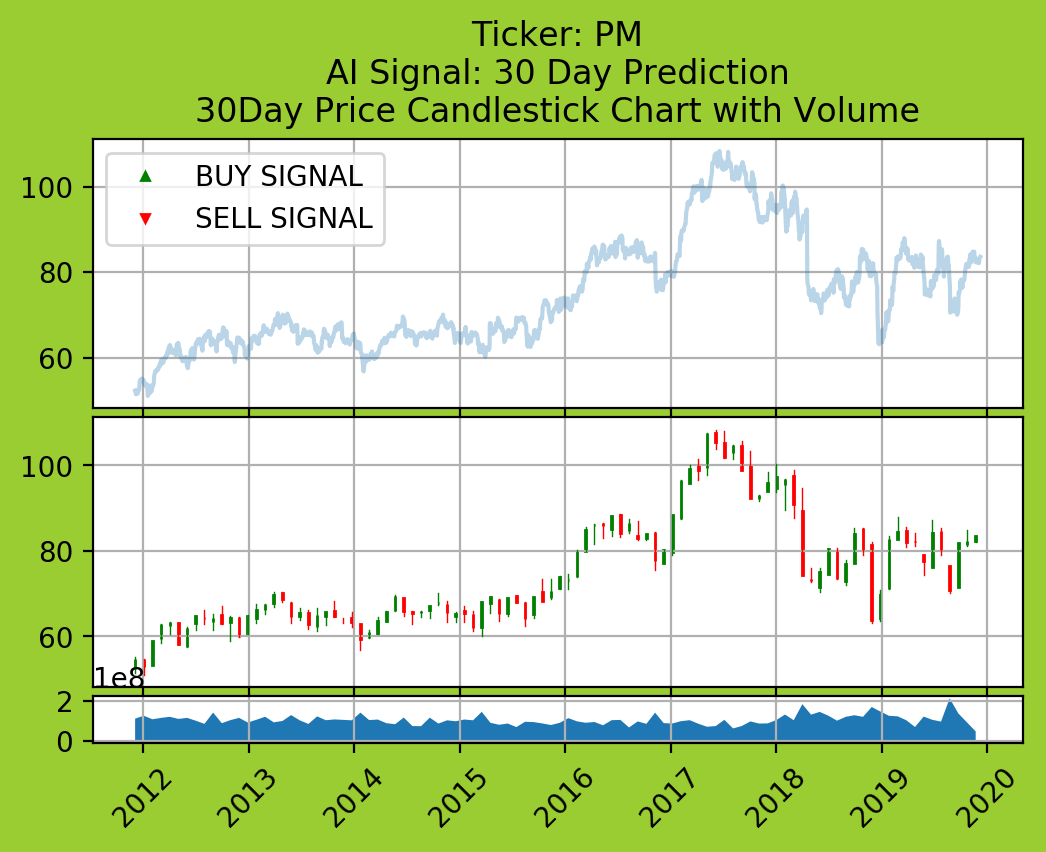 Ticker: PM
AI Signal: 30 Day Prediction
30Day Price Candlestick Chart with Volume
BUY SIGNAL
SELL SIGNAL
100
80
60
100
80
60
1e8
2
0
2012 2013 2014 2015 2016 2017 2018 2019 2020